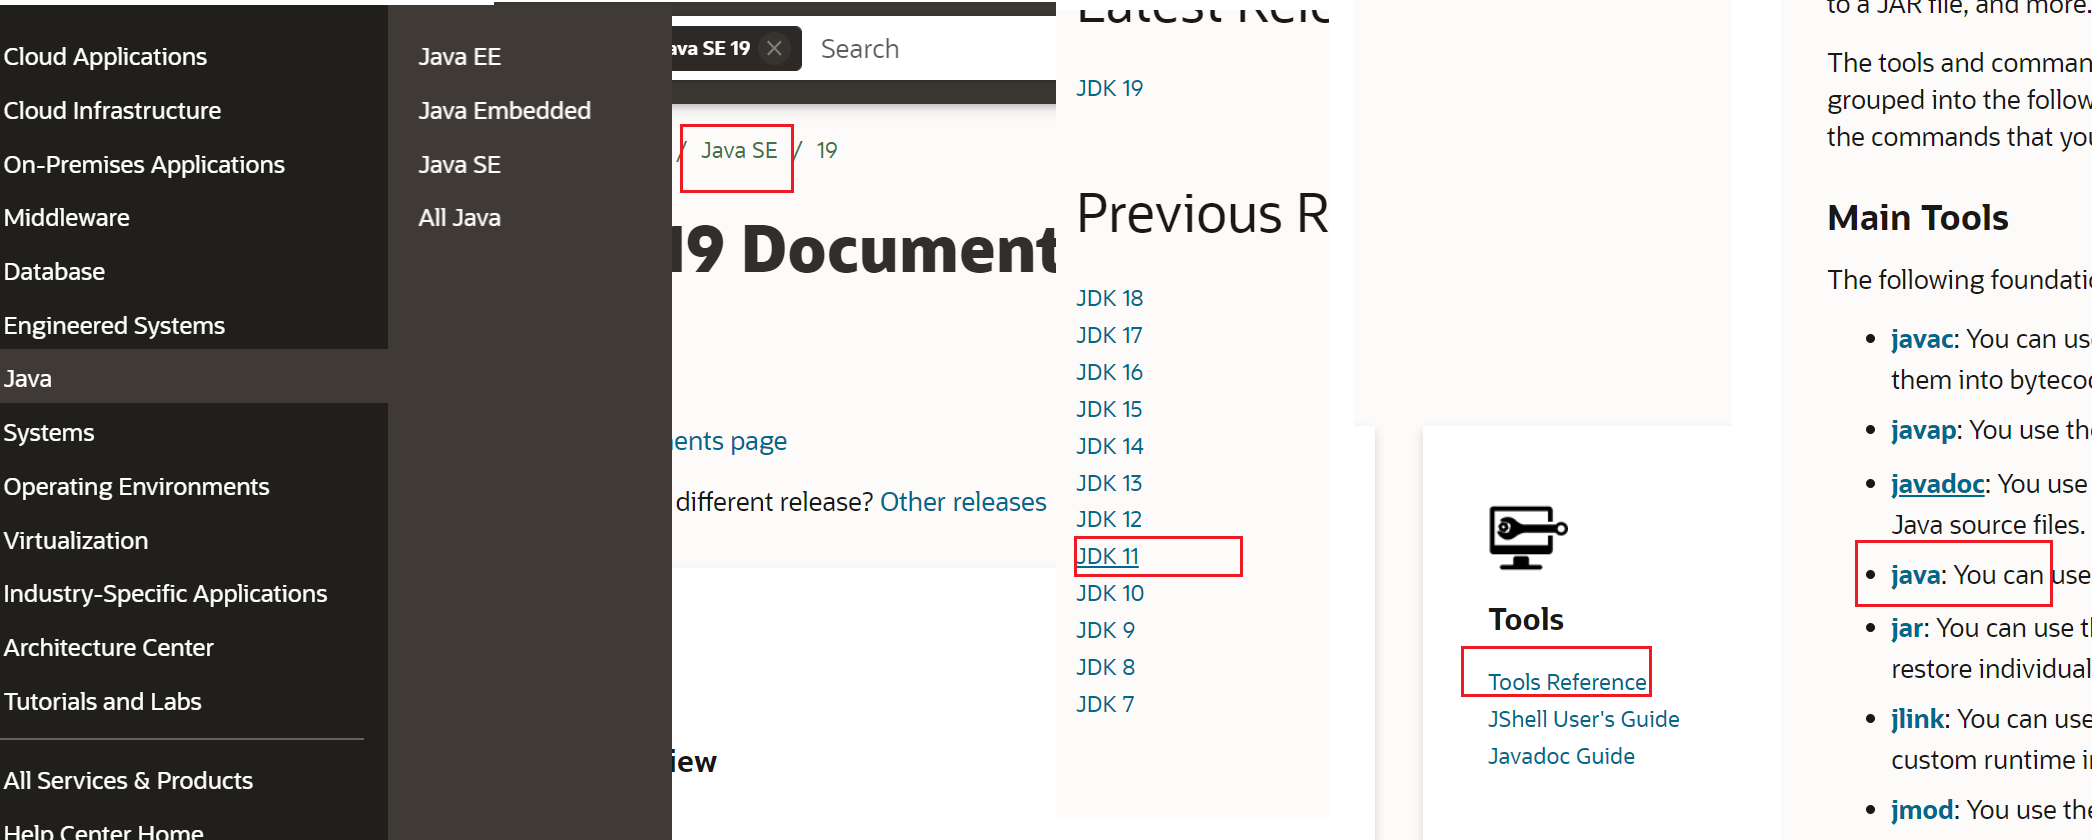 Cloud Applications
Cloud Infrastructure
On-Premises Applications
Middleware
Database
Engineered Systems
Java
Systems
Operating Environments
Virtualization
Industry-Specific Applications
Architecture Center
Tutorials and Labs
All Services & Products
Help Center Home
Java EE
Java Embedded
Java SE
All Java
ava SE 19
Search
/ Java SE / 19
19 Document
ents page
different release? Other releases
iew
Latest Rele
JDK 19
Previous R
JDK 18
JDK 17
JDK 16
JDK 15
JDK 14
JDK 13
JDK 12
JDK 11
JDK 10
JDK 9
JDK 8
JDK 7
Tools
Tools Reference
JShell User's Guide
Javadoc Guide
to a JAR file, and more.
The tools and comman
grouped into the follow
the commands that you
Main Tools
The following foundatio
• javac: You can use
them into bytecod
• javap: You use the
• javadoc: You use
Java source files.
• java: You can use
• jar: You can use th
restore individual
• jlink: You can use
custom runtime i
• jmod: You use the